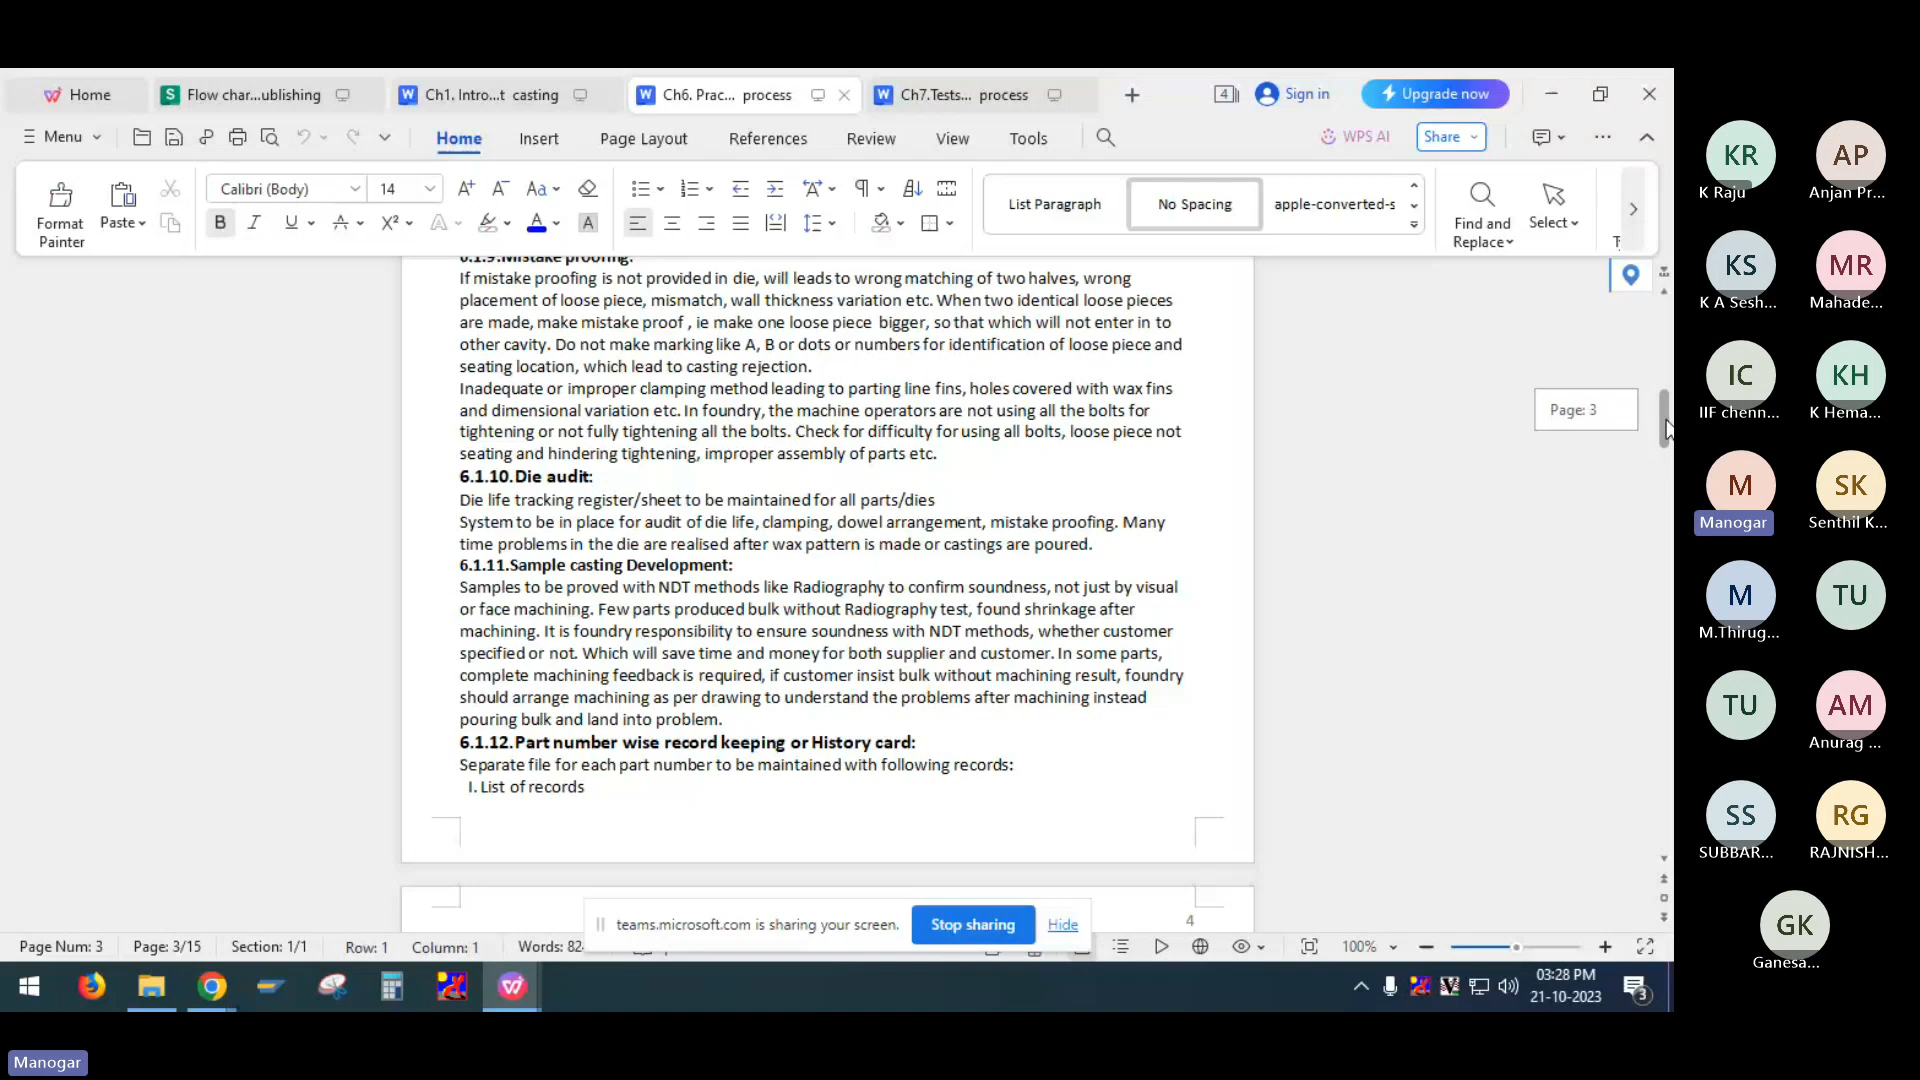 Home
Flow char...ublishing
Ch1. Intro...t casting
Ch6. Prac... process
Ch7.Tests... process
4
Sign in
Upgrade now
Menu
Home
Insert
Page Layout
References
Review
View
Tools
WPS AI
Share
Format
Painter
Paste
Calibri (Body)
14
List Paragraph
No Spacing
apple-converted-s
Find and
Replace
Select
6.1.9.Mistake proofing:
If mistake proofing is not provided in die, will leads to wrong matching of two halves, wrong
placement of loose piece, mismatch, wall thickness variation etc. When two identical loose pieces
are made, make mistake proof , ie make one loose piece bigger, so that which will not enter in to
other cavity. Do not make marking like A, B or dots or numbers for identification of loose piece and
seating location, which lead to casting rejection.
Inadequate or improper clamping method leading to parting line fins, holes covered with wax fins
and dimensional variation etc. In foundry, the machine operators are not using all the bolts for
tightening or not fully tightening all the bolts. Check for difficulty for using all bolts, loose piece not
seating and hindering tightening, improper assembly of parts etc.
6.1.10.Die audit:
Die life tracking register/sheet to be maintained for all parts/dies
System to be in place for audit of die life, clamping, dowel arrangement, mistake proofing. Many
time problems in the die are realised after wax pattern is made or castings are poured.
6.1.11.Sample casting Development:
Samples to be proved with NDT methods like Radiography to confirm soundness, not just by visual
or face machining. Few parts produced bulk without Radiography test, found shrinkage after
machining. It is foundry responsibility to ensure soundness with NDT methods, whether customer
specified or not. Which will save time and money for both supplier and customer. In some parts,
complete machining feedback is required, if customer insist bulk without machining result, foundry
should arrange machining as per drawing to understand the problems after machining instead
pouring bulk and land into problem.
6.1.12.Part number wise record keeping or History card:
Separate file for each part number to be maintained with following records:
I. List of records
Page: 3
4
teams.microsoft.com is sharing your screen.
Stop sharing
Hide
Page Num: 3
Page: 3/15
Section: 1/1
Row: 1
Column: 1
Words: 82
100%
03:28 PM
21-10-2023
3
KR
K Raju
AP
Anjan Pr...
KS
K A Sesh...
MR
Mahade...
IC
IIF chenn...
KH
K Hema...
M
Manogar
SK
Senthil K...
M
M.Thirug...
TU
TU
AM
Anurag ...
SS
SUBBAR...
RG
RAJNISH...
GK
Ganesa...
Manogar